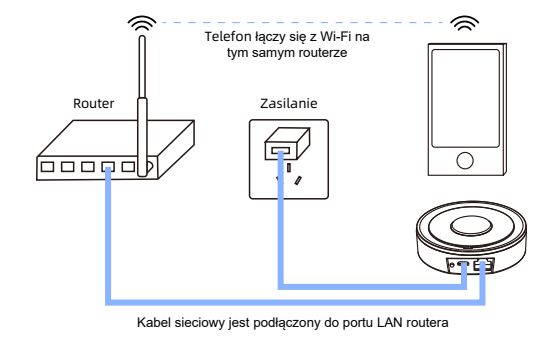 Telefon łączy się z Wi-Fi na
tym samym routerze
Router
Zasilanie
Kabel sieciowy jest podłączony do portu LAN routera